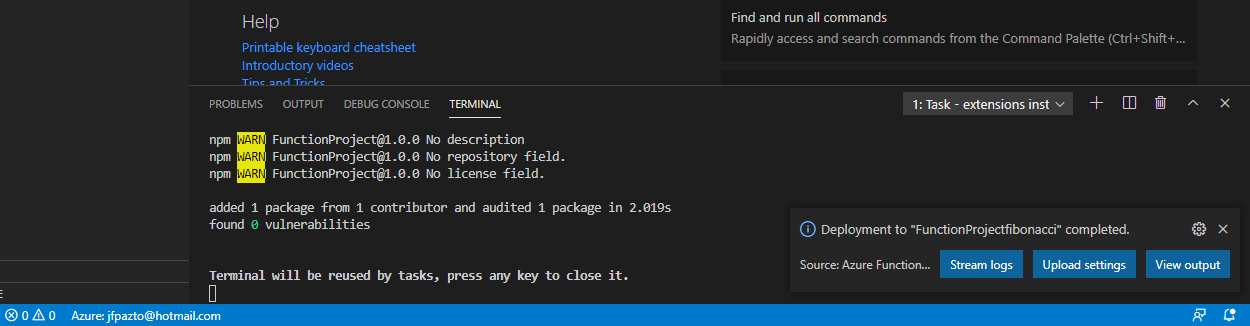 Help
Printable keyboard cheatsheet
Introductory videos
Tips and Tricks
Find and run all commands
Rapidly access and search commands from the Command Palette (Ctrl+Shift+...
PROBLEMS OUTPUT DEBUG CONSOLE TERMINAL
1: Task - extensions inst
npm WARN FunctionProject@1.0.0 No description
npm WARN FunctionProject@1.0.0 No repository field.
npm WARN FunctionProject@1.0.0 No license field.
added 1 package from 1 contributor and audited 1 package in 2.019s
found 0 vulnerabilities
Terminal will be reused by tasks, press any key to close it.
Deployment to "FunctionProjectfibonacci" completed.
Source: Azure Function... Stream logs Upload settings View output
E
0 0 Azure: jfpazto@hotmail.com